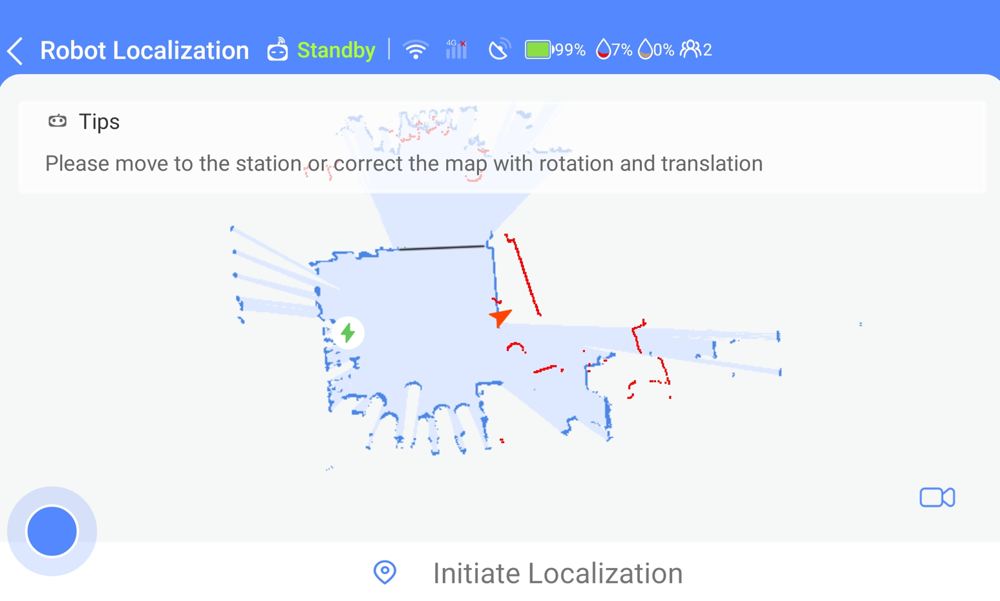 Robot Localization Standby 4G 99% 7% 0% 2
Tips
Please move to the station or correct the map with rotation and translation
Initiate Localization